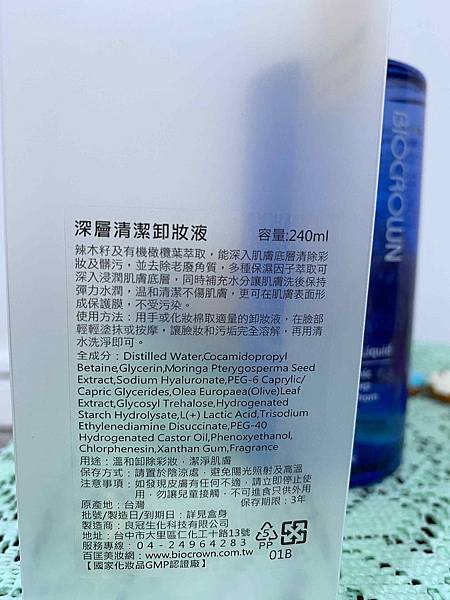 深層清潔卸妝液 容量:240ml
辣木籽及有機橄欖葉萃取，能深入肌膚底層清除彩
妝及髒污，並去除老廢角質，多種保濕因子萃取可
深入浸潤肌膚底層，同時補充水分讓肌膚洗後保持
彈力水潤，溫和清潔不傷肌膚，更可在肌膚表面形
成保護膜，不受污染。
使用方法：用手或化妝棉取適量的卸妝液，在臉部
輕輕塗抹或按摩，讓臉妝和污垢完全溶解，再用清
水洗淨即可。
全成分：Distilled Water,Cocamidopropyl
Betaine,Glycerin,Moringa Pterygosperma Seed
Extract,Sodium Hyaluronate,PEG-6 Caprylic/
Capric Glycerides,Olea Europaea(Olive)Leaf
Extract,Glycosyl Trehalose,Hydrogenated
Starch Hydrolysate,L(+) Lactic Acid,Trisodium
Ethylenediamine Disuccinate,PEG-40
Hydrogenated Castor Oil,Phenoxyethanol,
Chlorphenesin,Xanthan Gum,Fragrance
用途：溫和卸除彩妝，潔淨肌膚
保存方式：請置於陰涼處，避免陽光照射及高溫
注意事項：如發現皮膚有任何不適，請立即停止使
用，勿讓兒童接觸，不可進食只供外用
原產地：台灣 保存期限：3年
批號/製造日/到期日：詳見盒身
製造商：良冠生化科技有限公司
地址：台中市大里區仁化工十路13號
服務專線：04-24964283
百匡美妝網：www.biocrown.com.tw
【國家化妝品GMP認證廠】
5
PP
01B
BIOCROWN
Liquid